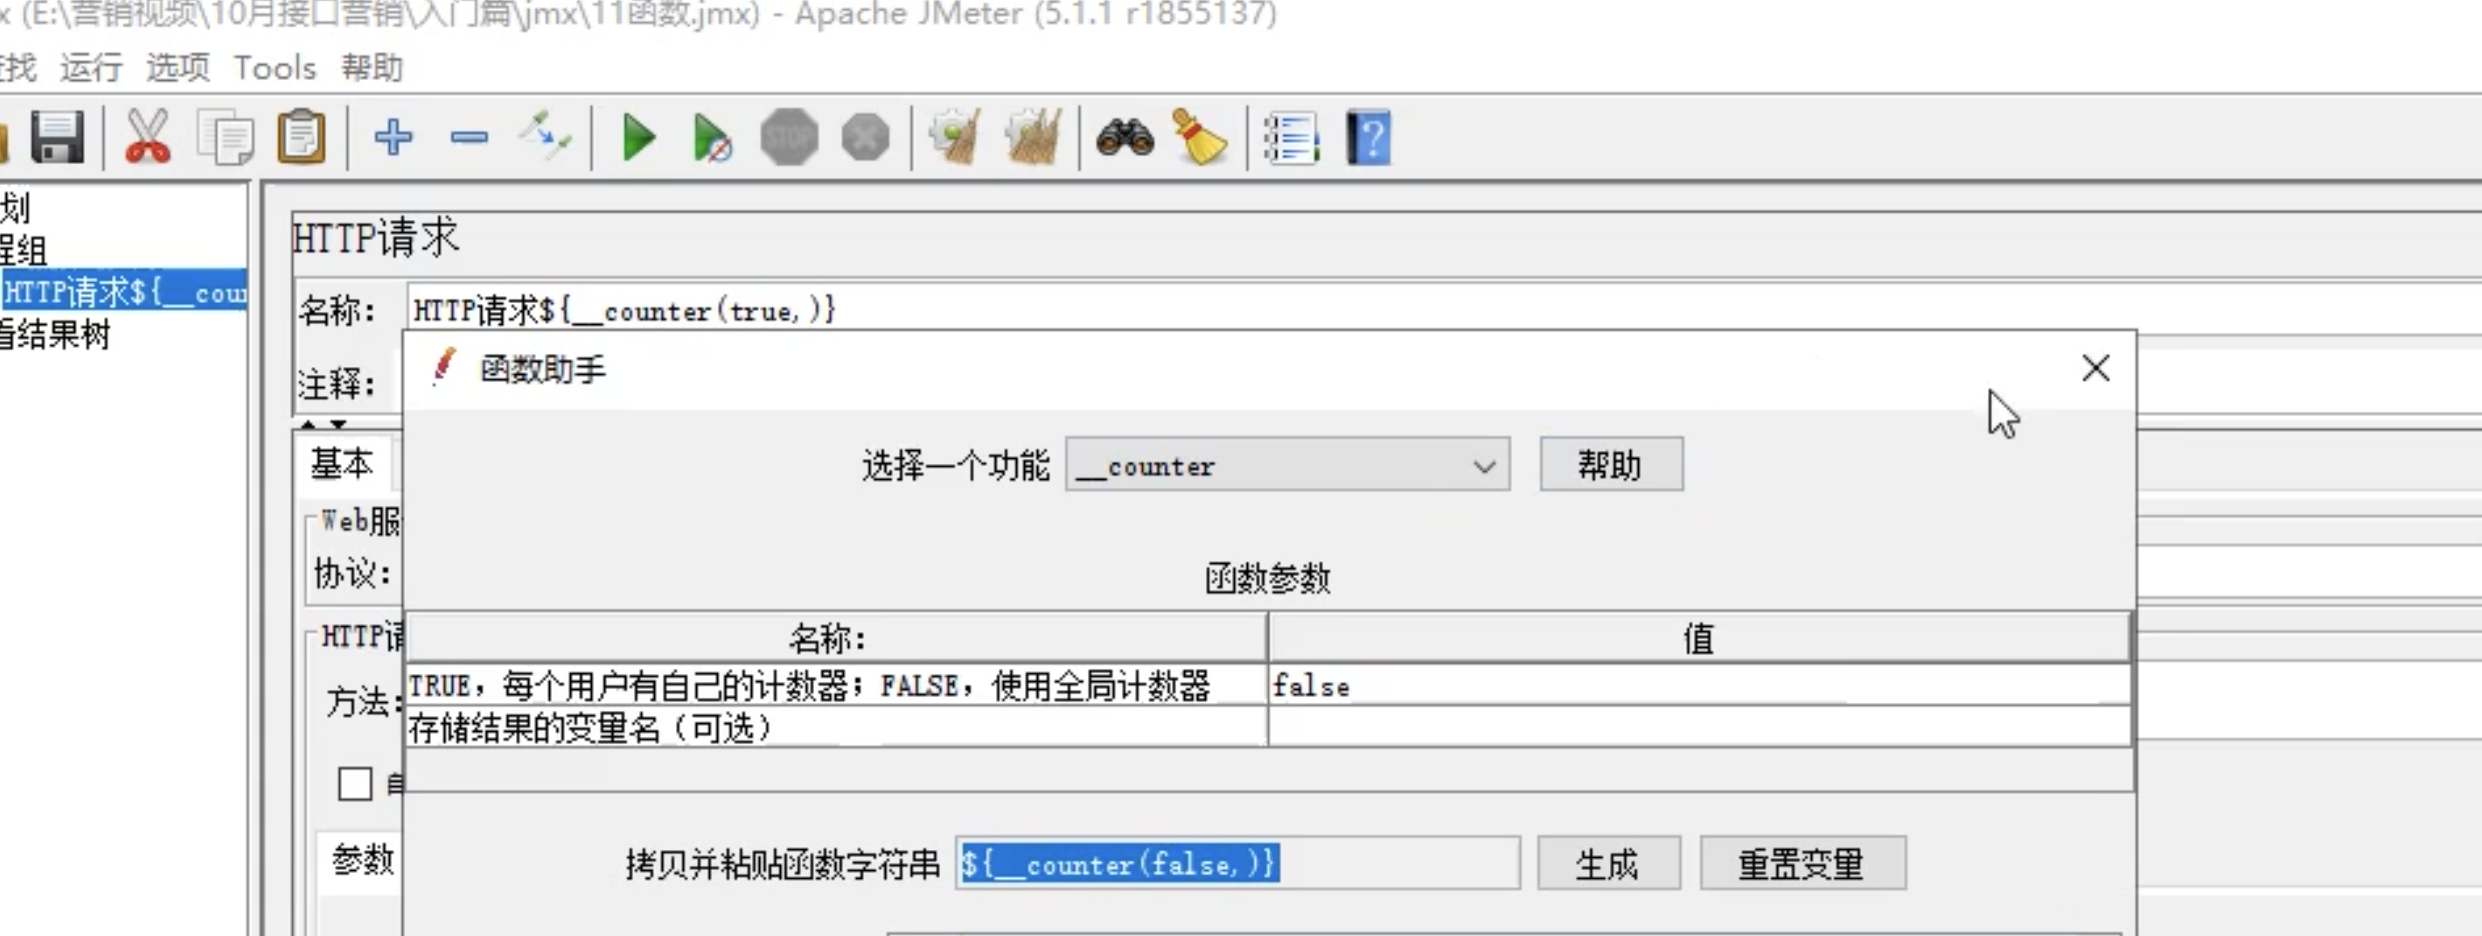 x (E:\营销视频\10月接口营销\入门篇\jmx\11函数.jmx) - Apache JMeter (5.1.1 r1855137)
查找 运行 选项 Tools 帮助
STOP
划
程组
HTTP请求${__cou
看结果树
HTTP请求
名称: HTTP请求${__counter(true,)}
注释:
函数助手
基本
选择一个功能 __counter 帮助
Web服
协议:
函数参数
HTTP请
名称: 值
TRUE，每个用户有自己的计数器；FALSE，使用全局计数器 false
方法:
存储结果的变量名（可选）
自
参数
拷贝并粘贴函数字符串 ${__counter(false,)} 生成 重置变量